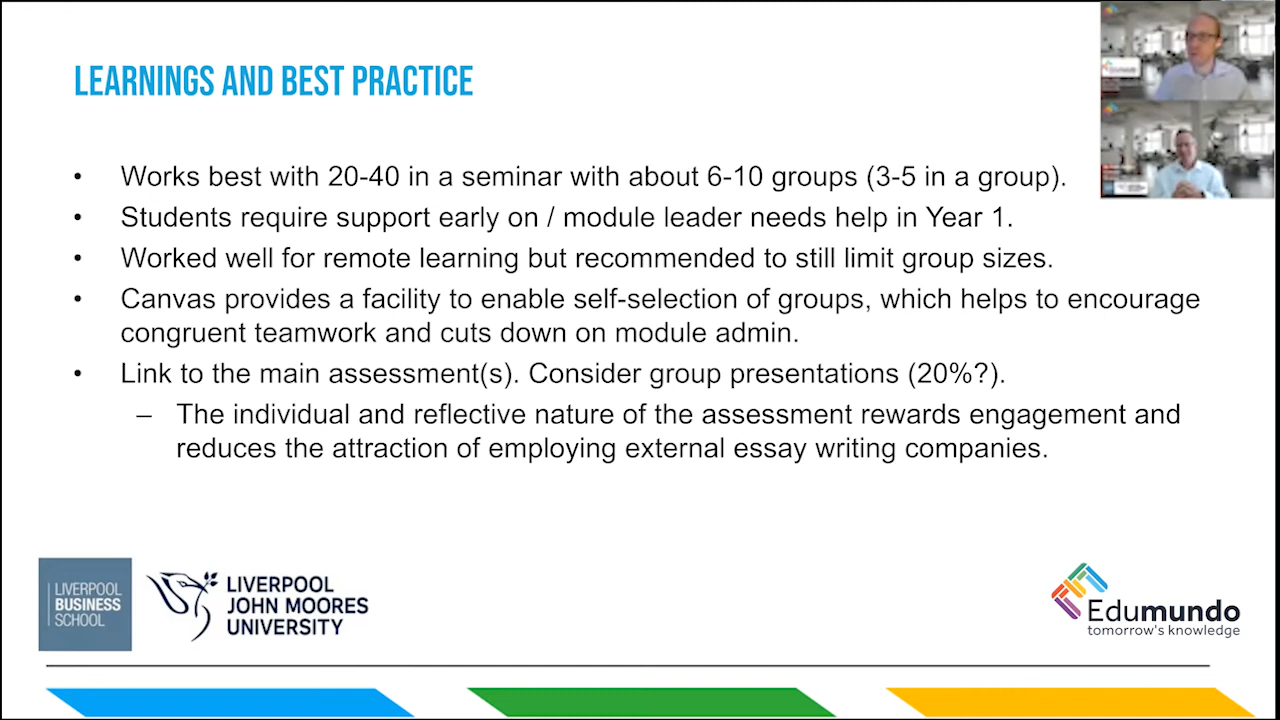 LEARNINGS AND BEST PRACTICE
• Works best with 20-40 in a seminar with about 6-10 groups (3-5 in a group).
• Students require support early on / module leader needs help in Year 1.
• Worked well for remote learning but recommended to still limit group sizes.
• Canvas provides a facility to enable self-selection of groups, which helps to encourage
congruent teamwork and cuts down on module admin.
• Link to the main assessment(s). Consider group presentations (20%?).
– The individual and reflective nature of the assessment rewards engagement and
reduces the attraction of employing external essay writing companies.
LIVERPOOL
BUSINESS
SCHOOL
LIVERPOOL
JOHN MOORES
UNIVERSITY
Edumundo
tomorrow's knowledge